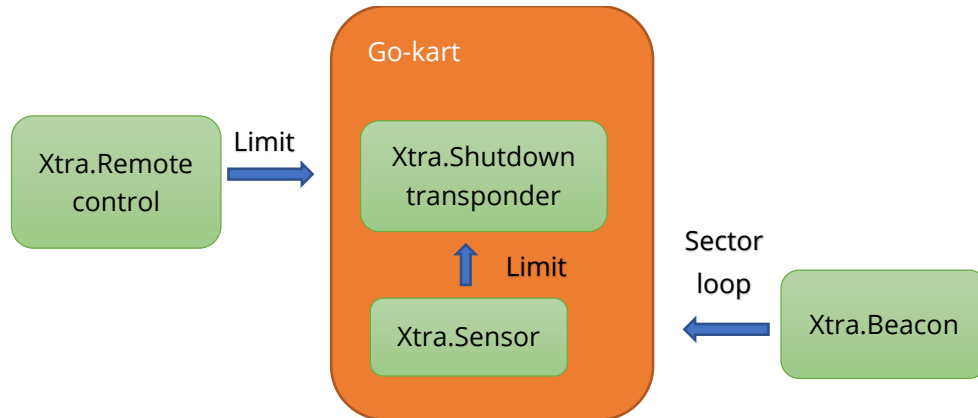 Go-kart
Xtra.Remote
control
Limit
Xtra.Shutdown
transponder
Limit
Xtra.Sensor
Sector
loop
Xtra.Beacon